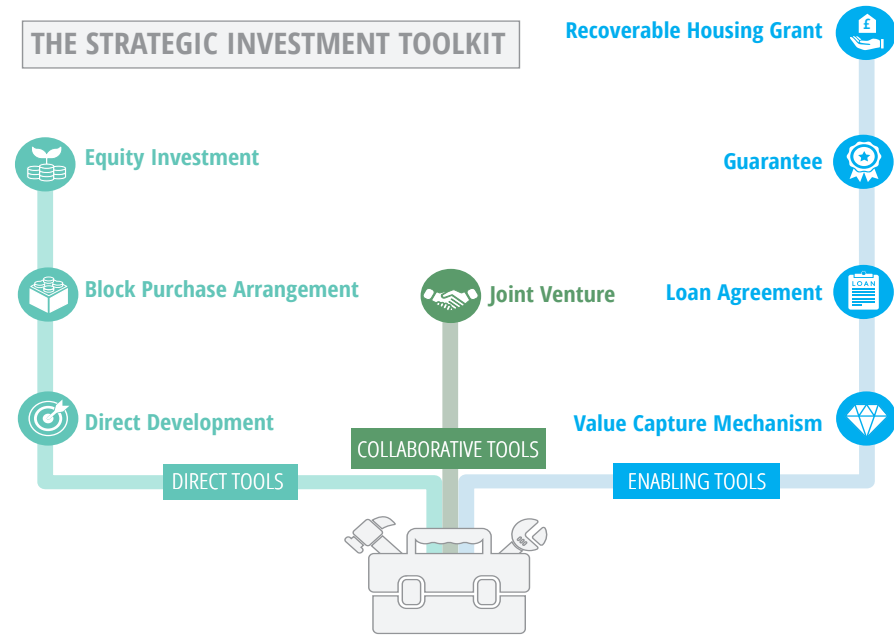 THE STRATEGIC INVESTMENT TOOLKIT
Equity Investment
Block Purchase Arrangement
Direct Development
DIRECT TOOLS
Joint Venture
COLLABORATIVE TOOLS
Recoverable Housing Grant
£
Guarantee
Loan Agreement
LOAN
Value Capture Mechanism
ENABLING TOOLS